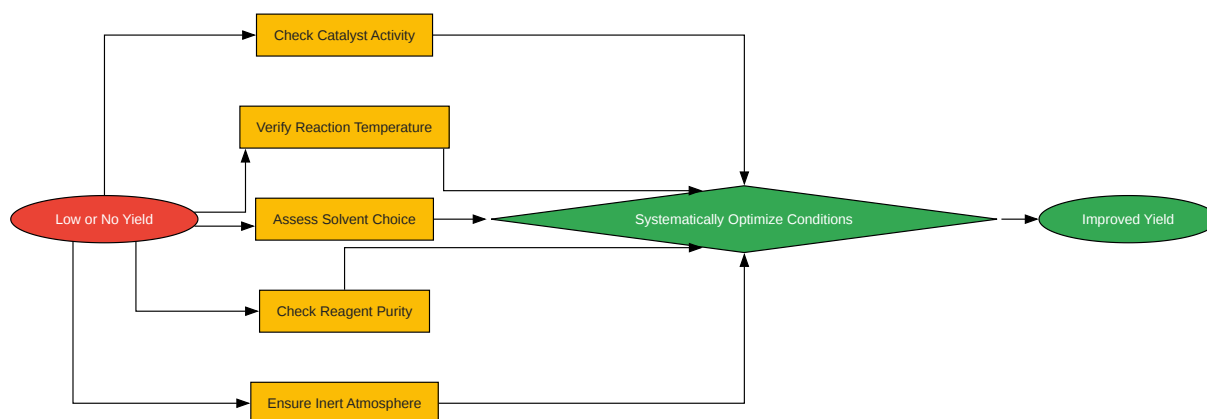 Check Catalyst Activity
Verify Reaction Temperature
Low or No Yield
Assess Solvent Choice
Systematically Optimize Conditions
Improved Yield
Check Reagent Purity
Ensure Inert Atmosphere